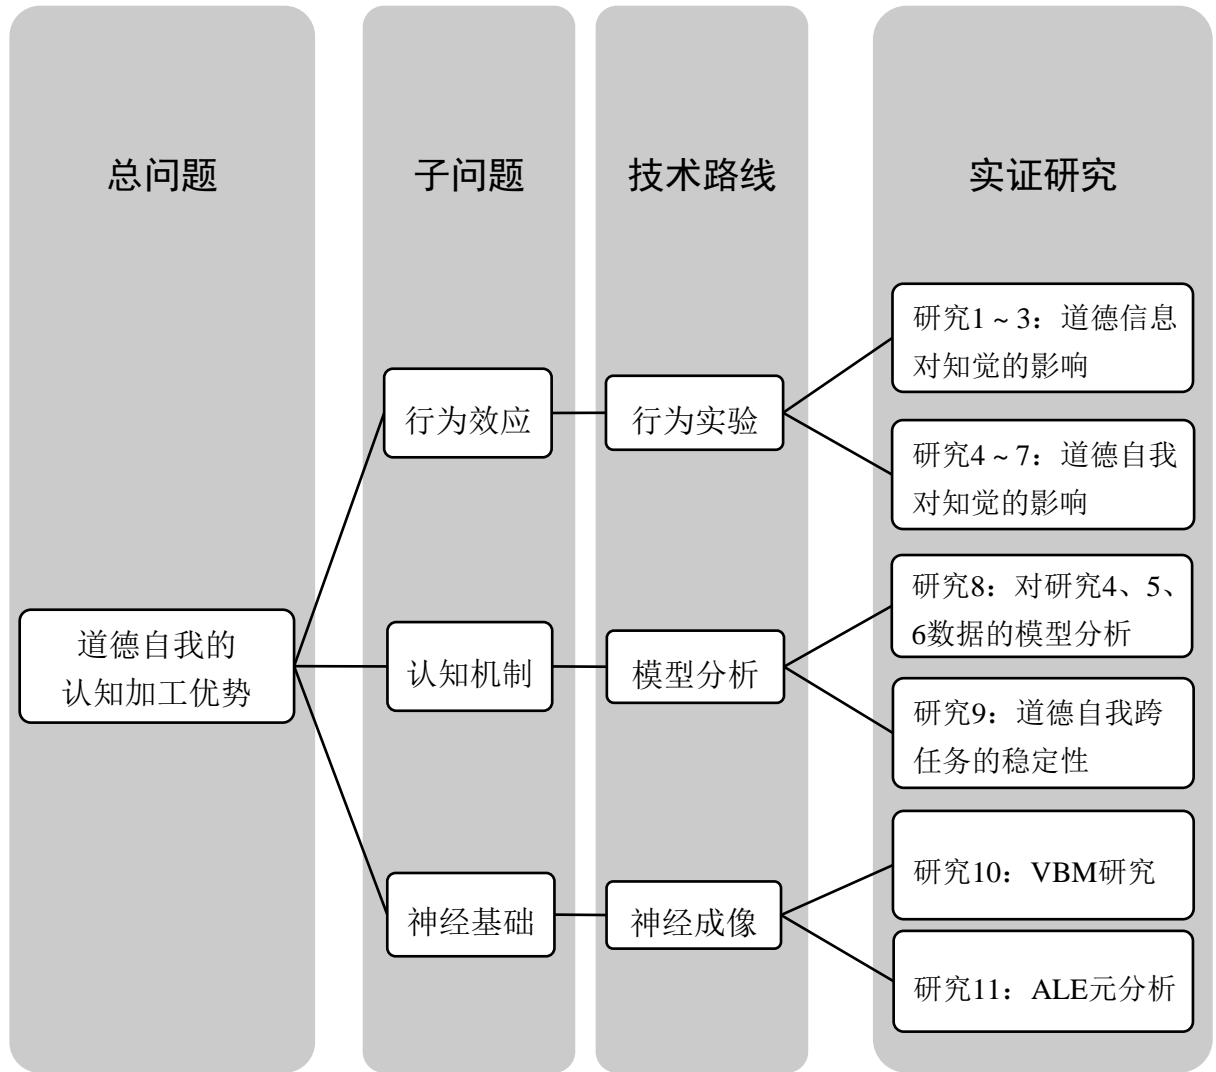 总问题
子问题
技术路线
实证研究
道德自我的
认知加工优势
行为效应
行为实验
研究1～3：道德信息
对知觉的影响
研究4～7：道德自我
对知觉的影响
认知机制
模型分析
研究8：对研究4、5、
6数据的模型分析
研究9：道德自我跨
任务的稳定性
神经基础
神经成像
研究10：VBM研究
研究11：ALE元分析